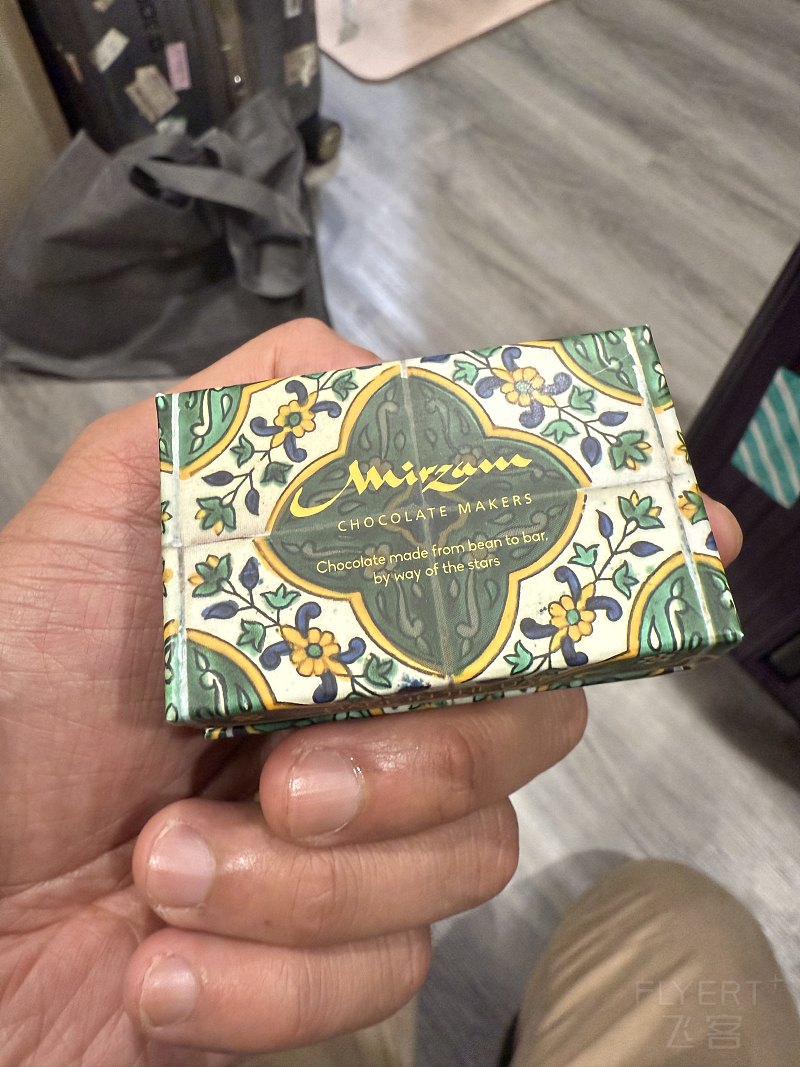 Mirzam
CHOCOLATE MAKERS
Chocolate made from bean to bar,
by way of the stars
FLYERT
飞客